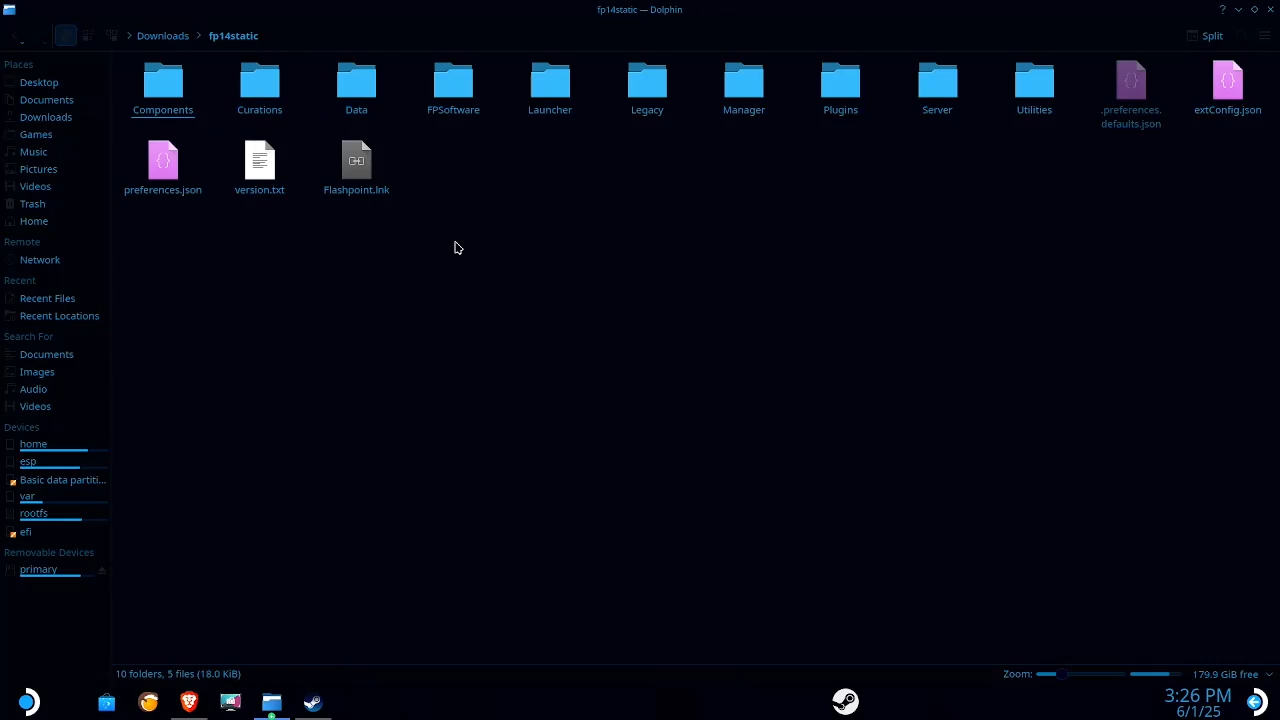 fp14static — Dolphin
?
Downloads
fp14static
Split
Places
Desktop
Documents
Downloads
Games
Music
Pictures
Videos
Trash
Home
Remote
Network
Recent
Recent Files
Recent Locations
Search For
Documents
Images
Audio
Videos
Devices
home
esp
Basic data partiti...
var
rootfs
efi
Removable Devices
primary
Components
Curations
Data
FPSoftware
Launcher
Legacy
Manager
Plugins
Server
Utilities
.preferences.
defaults.json
extConfig.json
preferences.json
version.txt
Flashpoint.lnk
10 folders, 5 files (18.0 KiB)
Zoom:
179.9 GiB free
3:26 PM
6/1/25